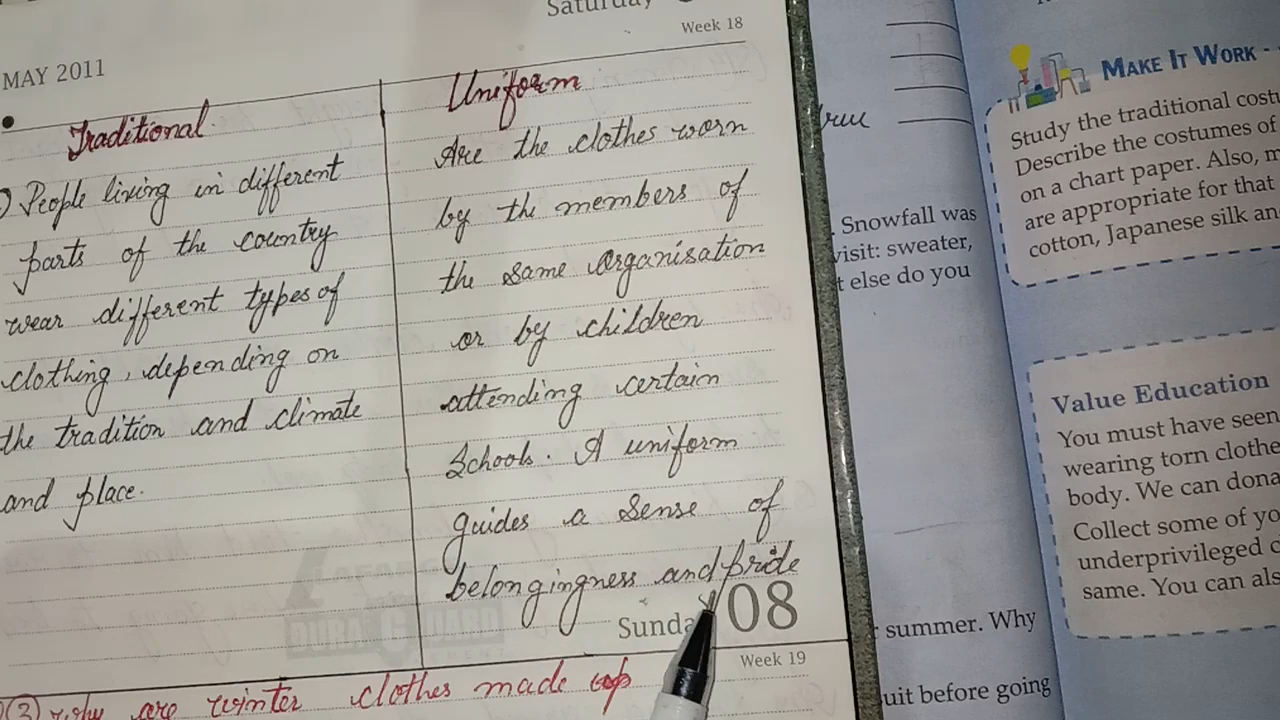 Saturday
Week 18
MAY 2011
Traditional
People living in different
parts of the country
wear different types of
clothing, depending on
the tradition and climate
and place.
Uniform
Are the clothes worn
by the members of
the same organisation
or by children
attending certain
Schools. A uniform
guides a sense of
belongingness and pride
Sunda
08
Week 19
(3) why are winter clothes made
Snowfall was
visit: sweater,
t else do you
summer. Why
uit before going
MAKE IT WORK
Study the traditional costu
Describe the costumes of
on a chart paper. Also, m
are appropriate for that
cotton, Japanese silk an
Value Education
You must have seen
wearing torn clothe
body. We can dona
Collect some of yo
underprivileged c
same. You can als